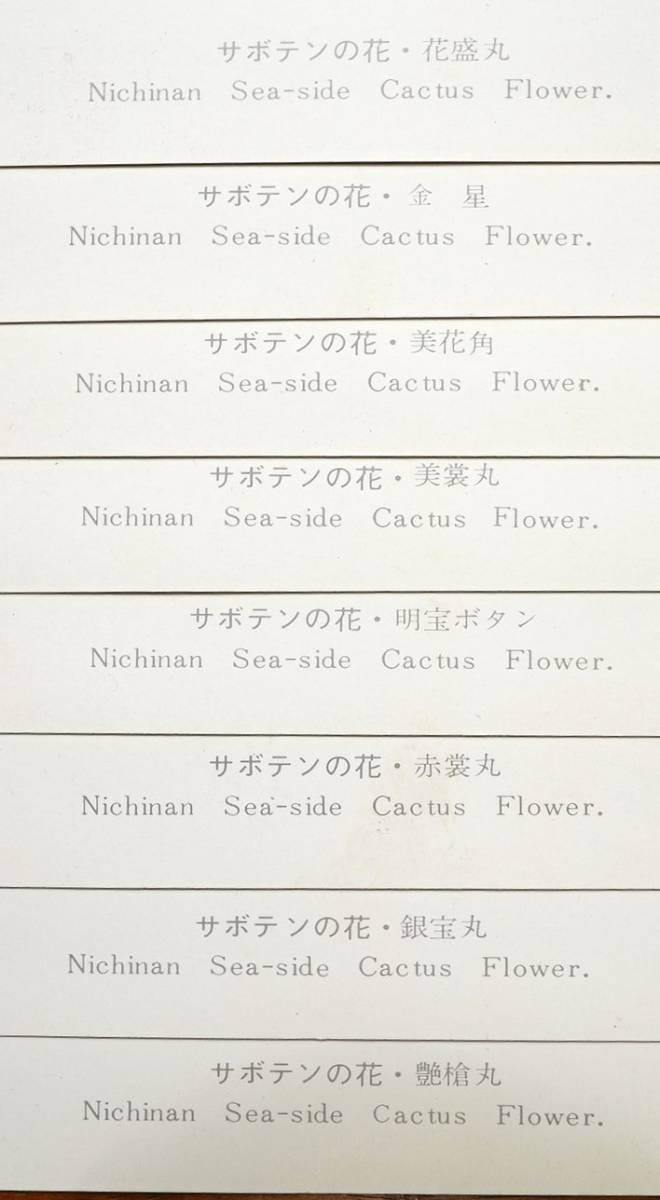 サボテンの花・花盛丸
Nichinan Sea-side Cactus Flower.
サボテンの花・金 星
Nichinan Sea-side Cactus Flower.
サボテンの花・美花角
Nichinan Sea-side Cactus Flower.
サボテンの花・美裳丸
Nichinan Sea-side Cactus Flower.
サボテンの花・明宝ボタン
Nichinan Sea-side Cactus Flower.
サボテンの花・赤裳丸
Nichinan Sea-side Cactus Flower.
サボテンの花・銀宝丸
Nichinan Sea-side Cactus Flower.
サボテンの花・艶槍丸
Nichinan Sea-side Cactus Flower.